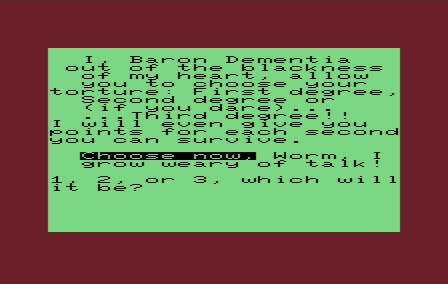 I, Baron Dementia
out of the blackness
of my heart, allow
you to choose your
torture: First degree,
Second degree or
(if you dare)...
...Third degree!!
I will even give you
points for each second
you can survive.
Choose now, Worm, I
grow weary of talk!
1, 2, or 3, which will
it be?